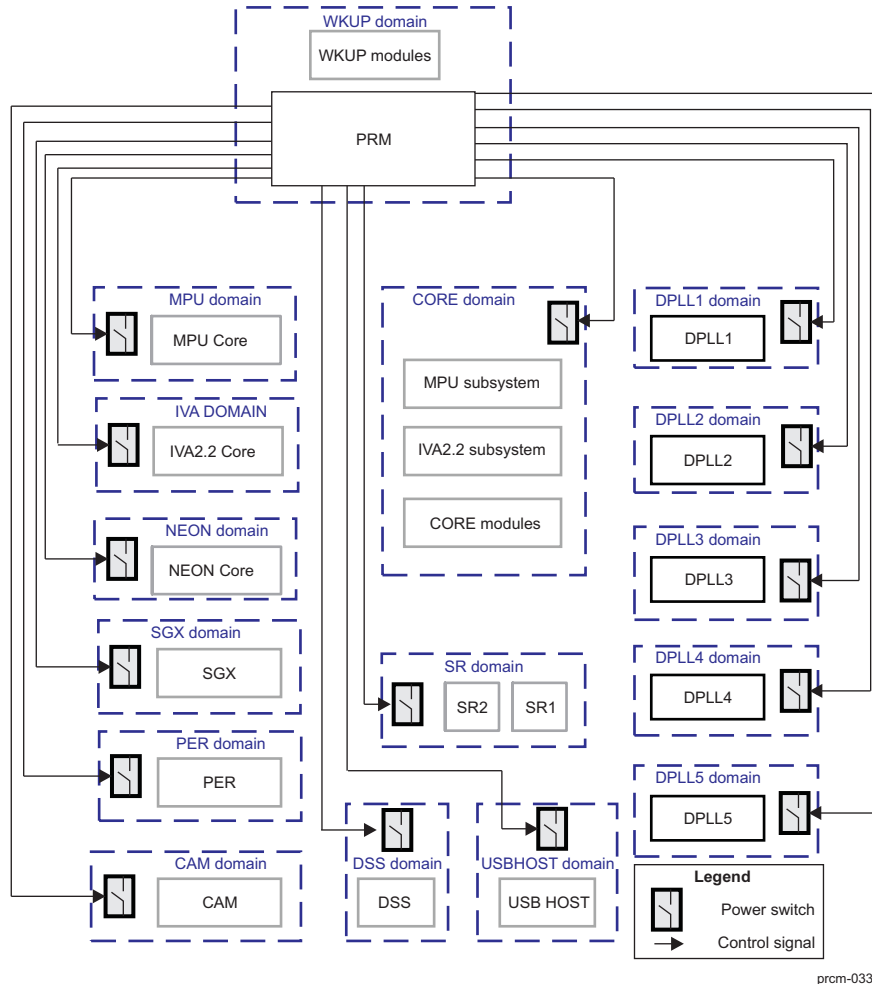 WKUP domain
WKUP modules
PRM
MPU domain
MPU Core
IVA DOMAIN
IVA2.2 Core
NEON domain
NEON Core
SGX domain
SGX
PER domain
PER
CAM domain
CAM
CORE domain
MPU subsystem
IVA2.2 subsystem
CORE modules
SR domain
SR2
SR1
DSS domain
DSS
USBHOST domain
USB HOST
DPLL1 domain
DPLL1
DPLL2 domain
DPLL2
DPLL3 domain
DPLL3
DPLL4 domain
DPLL4
DPLL5 domain
DPLL5
Legend
Power switch
Control signal
prcm-033